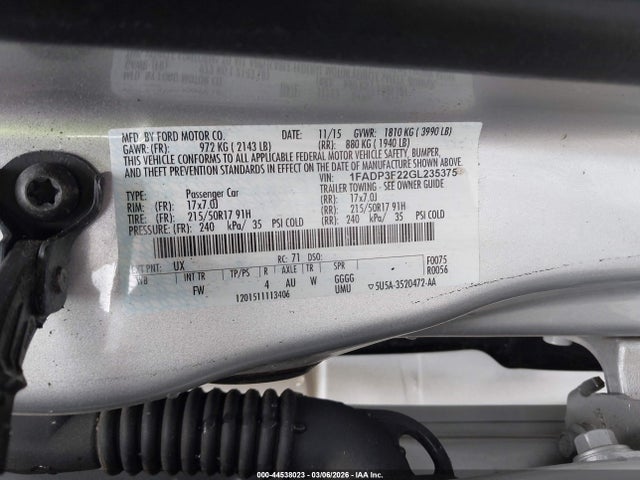 MFD. BY FORD MOTOR CO. DATE: 11/15 GVWR: 1810 KG ( 3990 LB)
GAWR: (FR): 972 KG ( 2143 LB) (RR): 880 KG ( 1940 LB)
THIS VEHICLE CONFORMS TO ALL APPLICABLE FEDERAL MOTOR VEHICLE SAFETY, BUMPER,
AND THEFT PREVENTION STANDARDS IN EFFECT ON THE DATE OF MANUFACTURE SHOWN ABOVE.
VIN: 1FADP3F22GL235375
TYPE: Passenger Car TRAILER TOWING - SEE OWNER GUIDE
RIM: (FR): 17x7.0J (RR): 17x7.0J
TIRE: (FR): 215/50R17 91H (RR): 215/50R17 91H
PRESSURE: (FR): 240 kPa/ 35 PSI COLD (RR): 240 kPa/ 35 PSI COLD
EXT PNT: UX RC: 71 DSO: F0075
WB INT TR TP/PS R AXLE TR SPR R0056
FW 4 AU W GGGG
UMU 5U5A-3520472-AA
1201511113406
000-44538023 | 03/06/2026 | IAA, Inc.